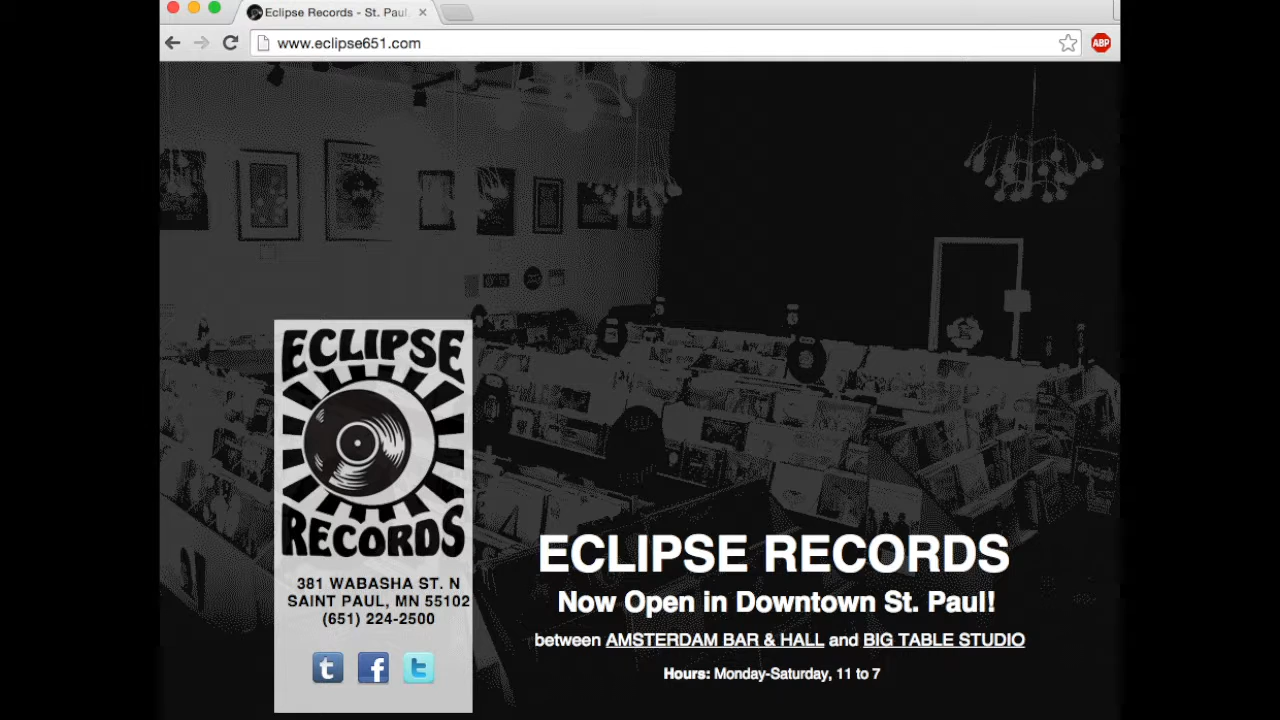 Eclipse Records - St. Paul,
www.eclipse651.com
ABP
ECLIPSE
RECORDS
381 WABASHA ST. N
SAINT PAUL, MN 55102
(651) 224-2500
t f t
ECLIPSE RECORDS
Now Open in Downtown St. Paul!
between AMSTERDAM BAR & HALL and BIG TABLE STUDIO
Hours: Monday-Saturday, 11 to 7